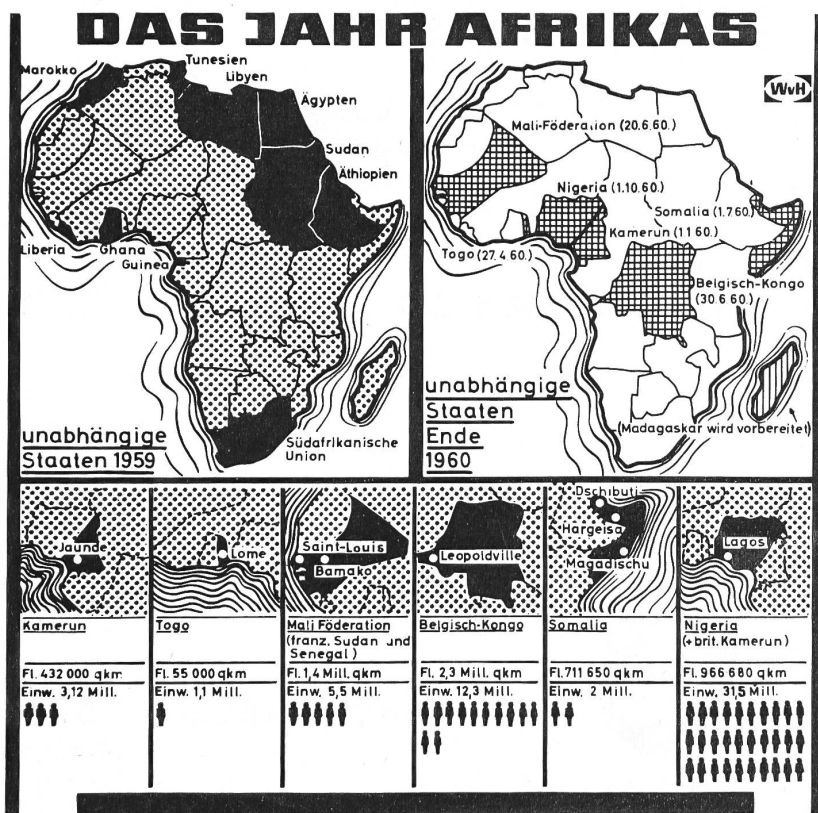 DAS JAHR AFRIKAS
Marokko
Tunesien
Libyen
Ägypten
Sudan
Äthiopien
Liberia
Ghana
Guinea
Südafrikanische
Union
unabhängige
Staaten 1959
WvH
Mali-Föderation (20.6.60.)
Nigeria (1.10.60.)
Somalia (1.7.60.)
Kamerun (1 1 60.)
Togo (27.4 60.)
Belgisch-Kongo
(30.6.60.)
unabhängige
Staaten
Ende
1960
(Madagaskar wird vorbereitet)
Jaunde
Kamerun
Fl. 432 000 qkm
Einw. 3,12 Mill.
Lome
Togo
Fl. 55 000 qkm
Einw. 1,1 Mill.
Saint-Louis
Bamako
Mali Föderation
(franz. Sudan und
Senegal)
Fl. 1,4 Mill. qkm
Einw. 5,5 Mill.
Leopoldville
Belgisch-Kongo
Fl. 2,3 Mill. qkm
Einw. 12,3 Mill.
Dschibuti
Hargeisa
Magadischu
Somalia
Fl. 711 650 qkm
Einw. 2 Mill.
Lagos
Nigeria
(+ brit. Kamerun)
Fl. 966 680 qkm
Einw. 31,5 Mill.